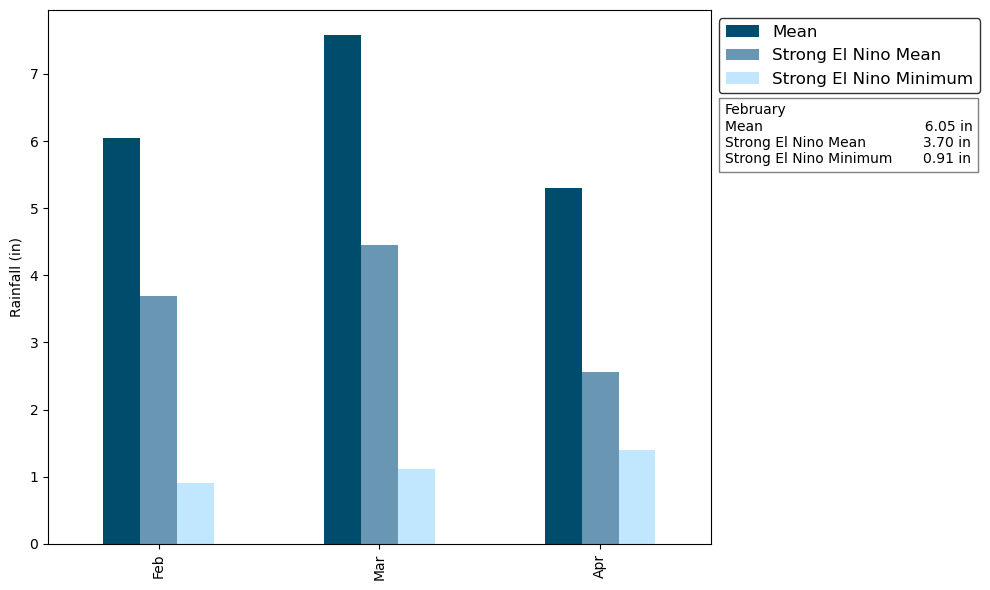 Mean
Strong El Nino Mean
Strong El Nino Minimum
February
Mean 6.05 in
Strong El Nino Mean 3.70 in
Strong El Nino Minimum 0.91 in
Rainfall (in)
7
6
5
4
3
2
1
0
Feb
Mar
Apr